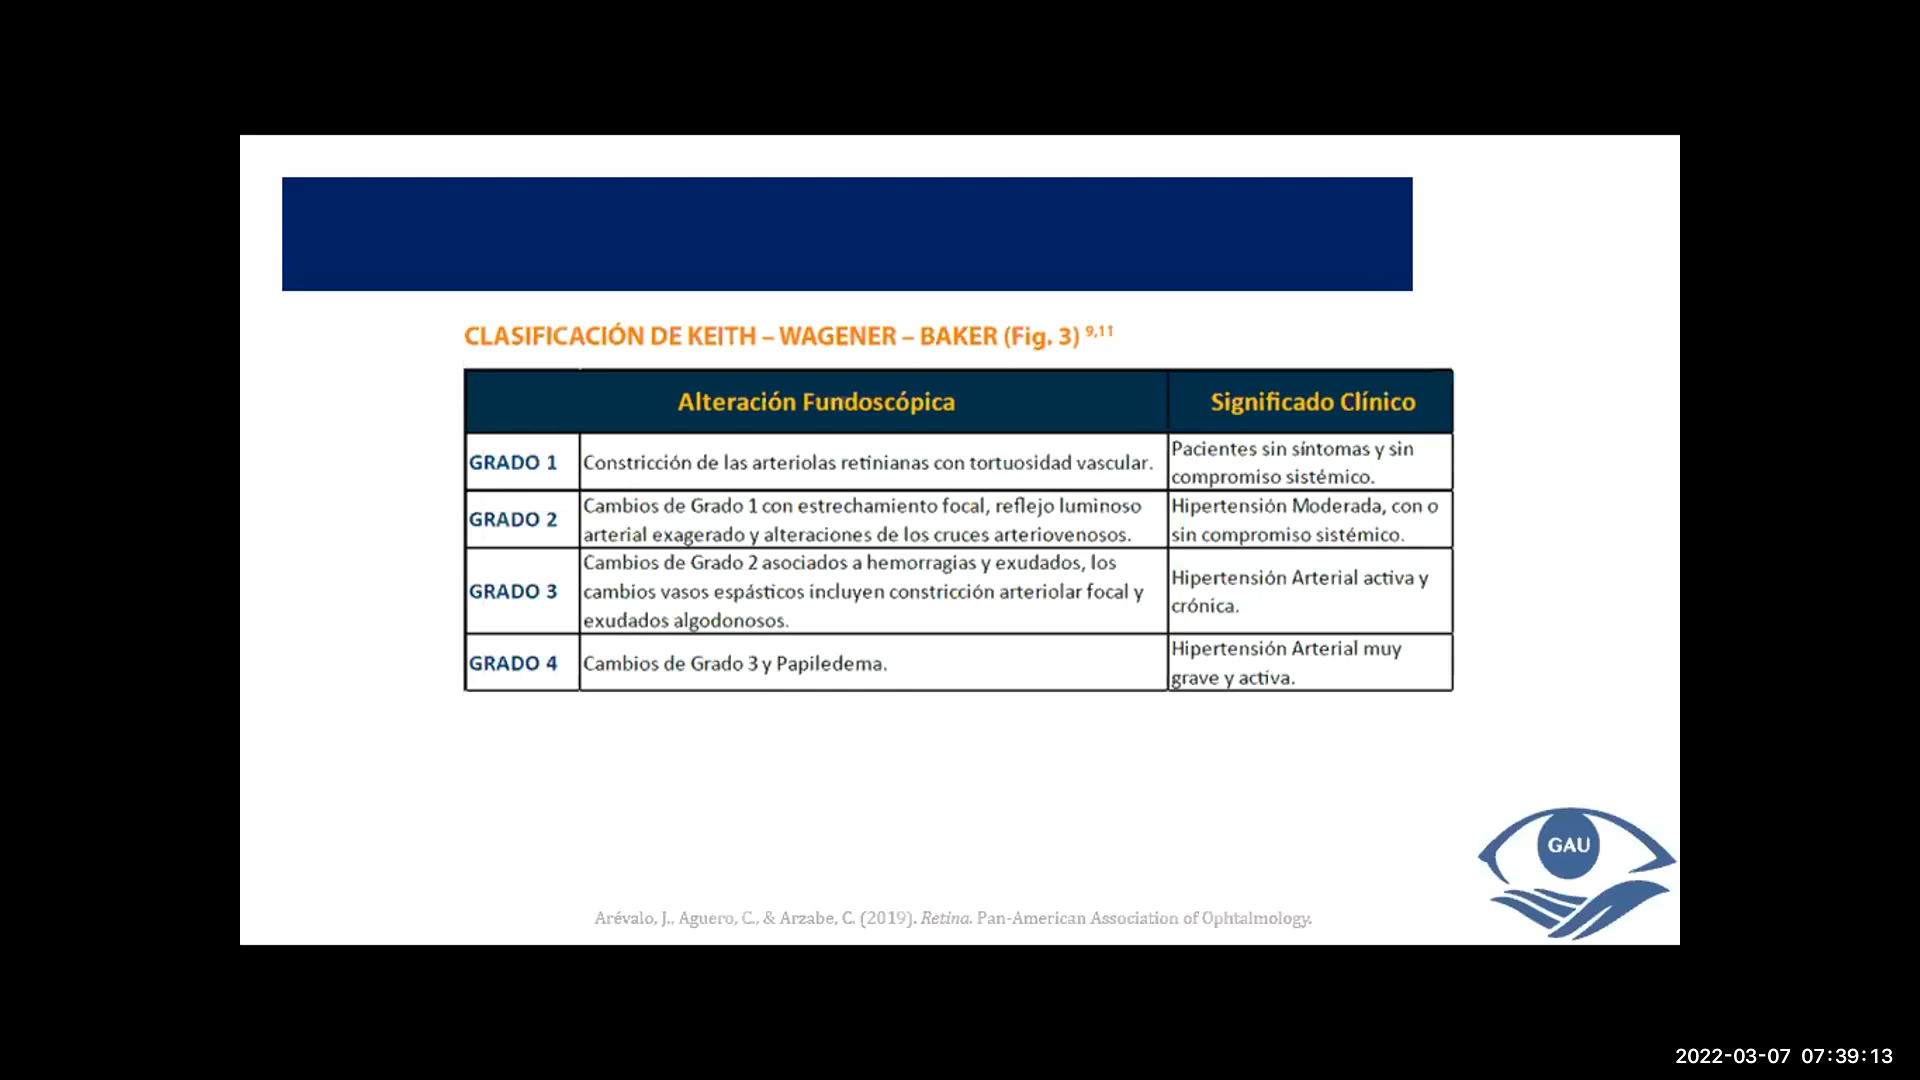 CLASIFICACIÓN DE KEITH – WAGENER – BAKER (Fig. 3) 9,11
Alteración Fundoscópica
Significado Clínico
GRADO 1
Constricción de las arteriolas retinianas con tortuosidad vascular.
Pacientes sin síntomas y sin
compromiso sistémico.
GRADO 2
Cambios de Grado 1 con estrechamiento focal, reflejo luminoso
arterial exagerado y alteraciones de los cruces arteriovenosos.
Hipertensión Moderada, con o
sin compromiso sistémico.
GRADO 3
Cambios de Grado 2 asociados a hemorragias y exudados, los
cambios vasos espásticos incluyen constricción arteriolar focal y
exudados algodonosos.
Hipertensión Arterial activa y
crónica.
GRADO 4
Cambios de Grado 3 y Papiledema.
Hipertensión Arterial muy
grave y activa.
GAU
Arévalo, J., Aguero, C., & Arzabe, C. (2019). Retina. Pan-American Association of Ophtalmology.
2022-03-07 07:39:13